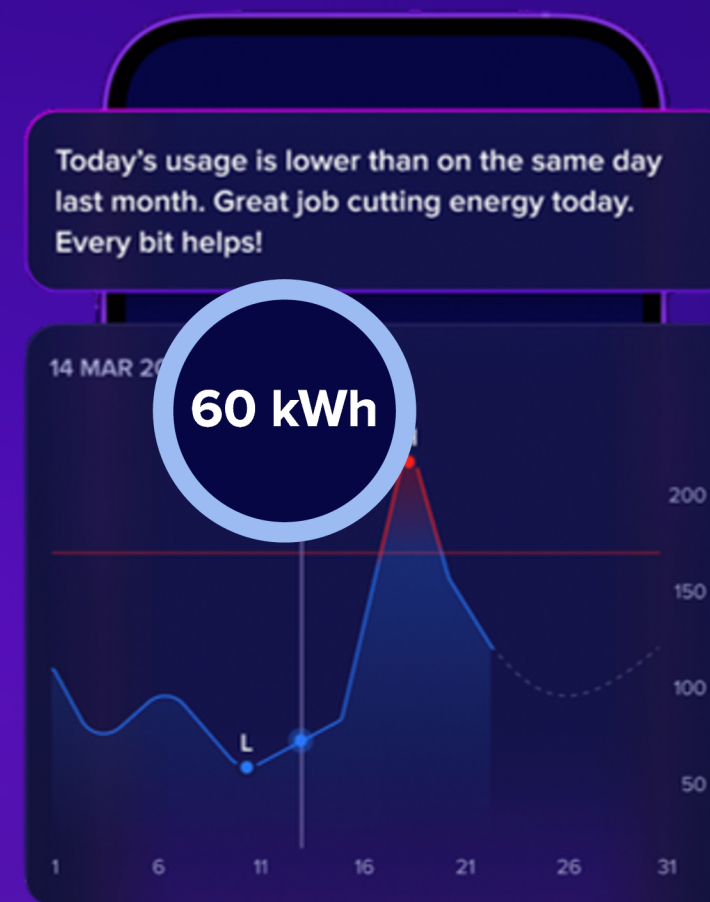 Today's usage is lower than on the same day
last month. Great job cutting energy today.
Every bit helps!
14 MAR 20
60 kWh
200
150
100
L
50
1 6 11 16 21 26 31